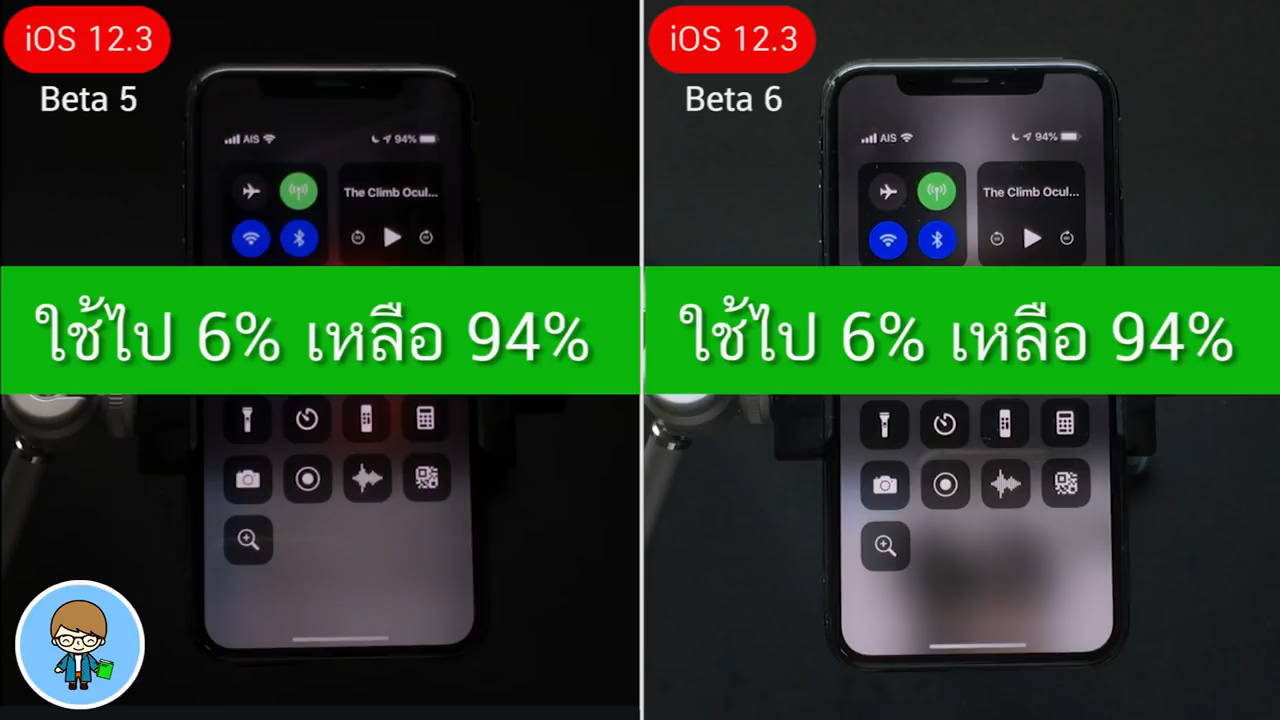 iOS 12.3
Beta 5
AIS
94%
The Climb Ocul...
ใช้ไป 6% เหลือ 94%
iOS 12.3
Beta 6
AIS
94%
The Climb Ocul...
ใช้ไป 6% เหลือ 94%